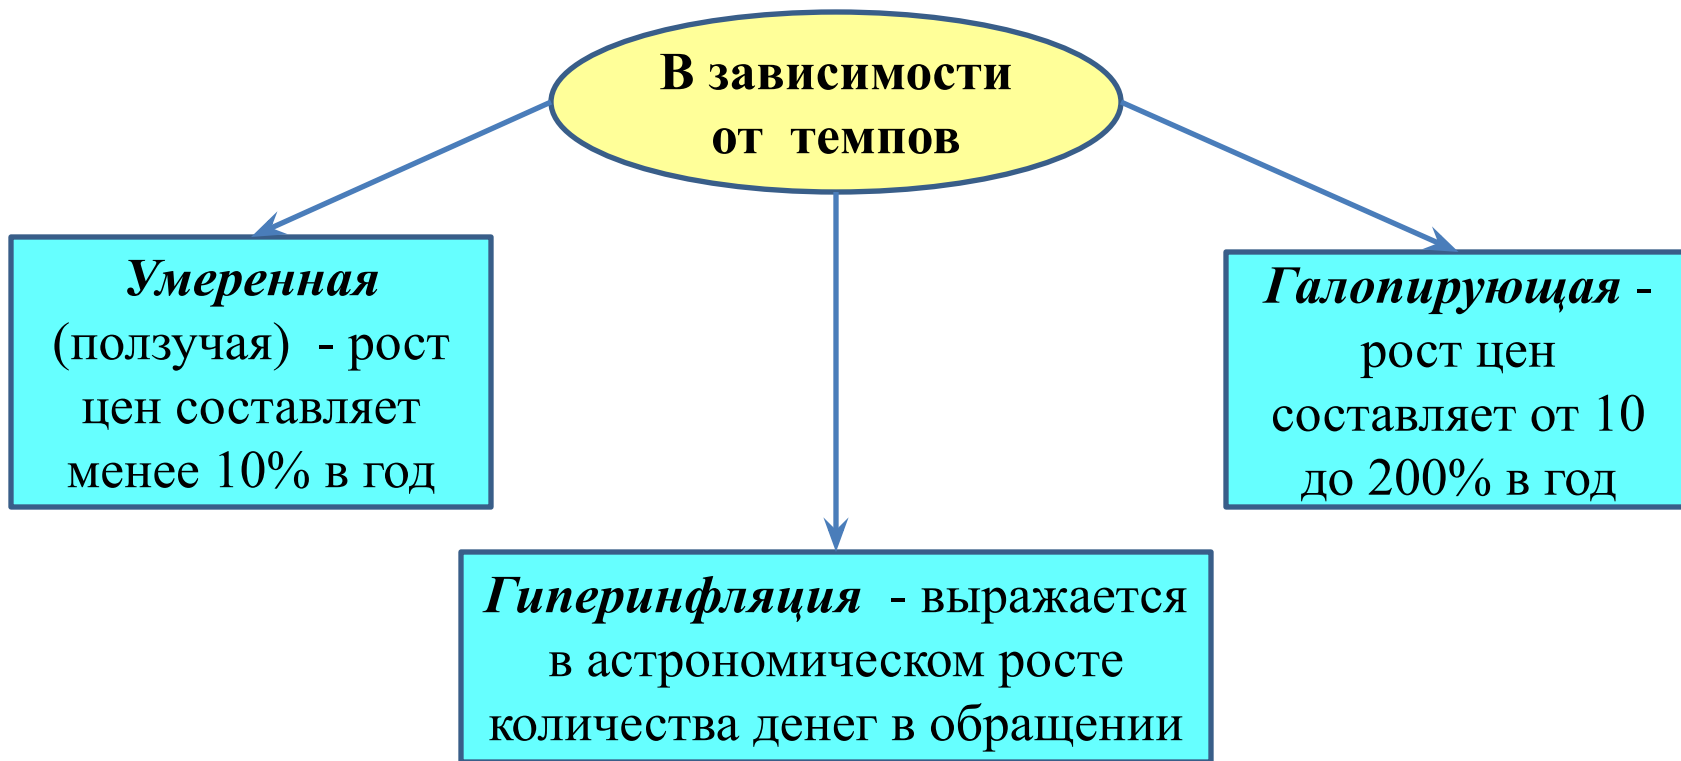 В зависимости
от темпов
Умеренная
(ползучая) - рост
цен составляет
менее 10% в год
Галопирующая -
рост цен
составляет от 10
до 200% в год
Гиперинфляция - выражается
в астрономическом росте
количества денег в обращении